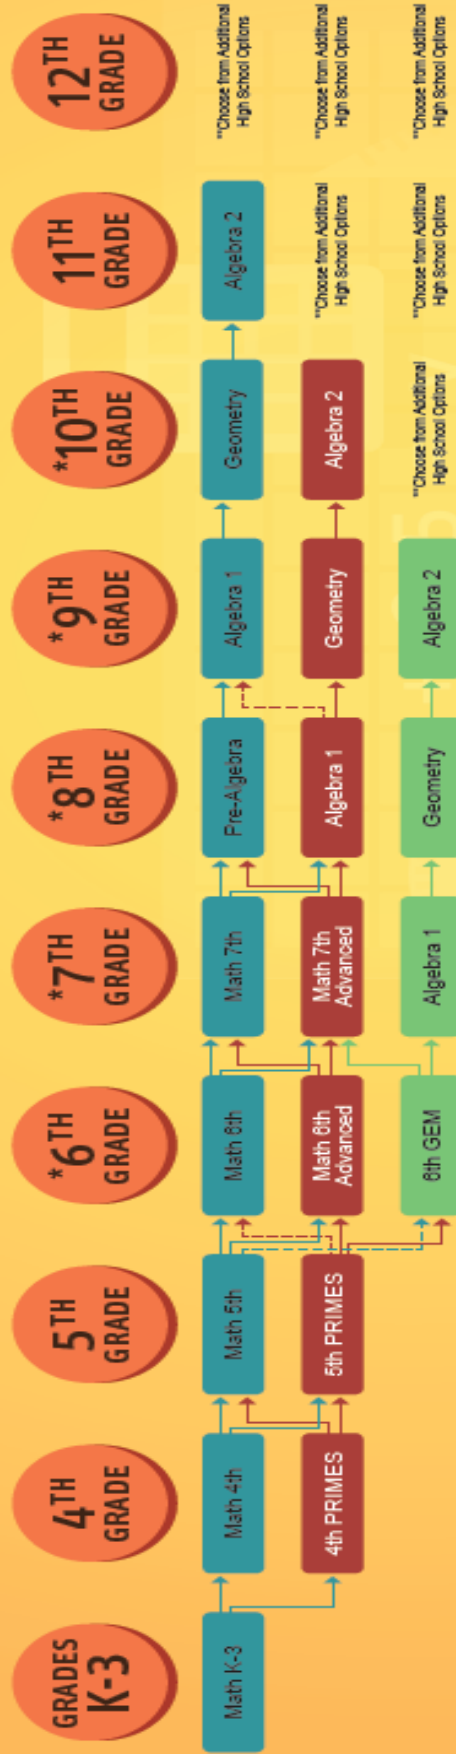 GRADES
K-3
4TH
GRADE
5TH
GRADE
*6TH
GRADE
*7TH
GRADE
*8TH
GRADE
*9TH
GRADE
*10TH
GRADE
11TH
GRADE
12TH
GRADE
Math K-3
Math 4th
Math 5th
Math 6th
Math 7th
Pre-Algebra
Algebra 1
Geometry
Algebra 2
**Choose from Additional
High School Options
4th PRIMES
5th PRIMES
Math 6th
Advanced
Math 7th
Advanced
Algebra 1
Geometry
Algebra 2
**Choose from Additional
High School Options
**Choose from Additional
High School Options
6th GEM
Algebra 1
Geometry
Algebra 2
**Choose from Additional
High School Options
**Choose from Additional
High School Options
**Choose from Additional
High School Options